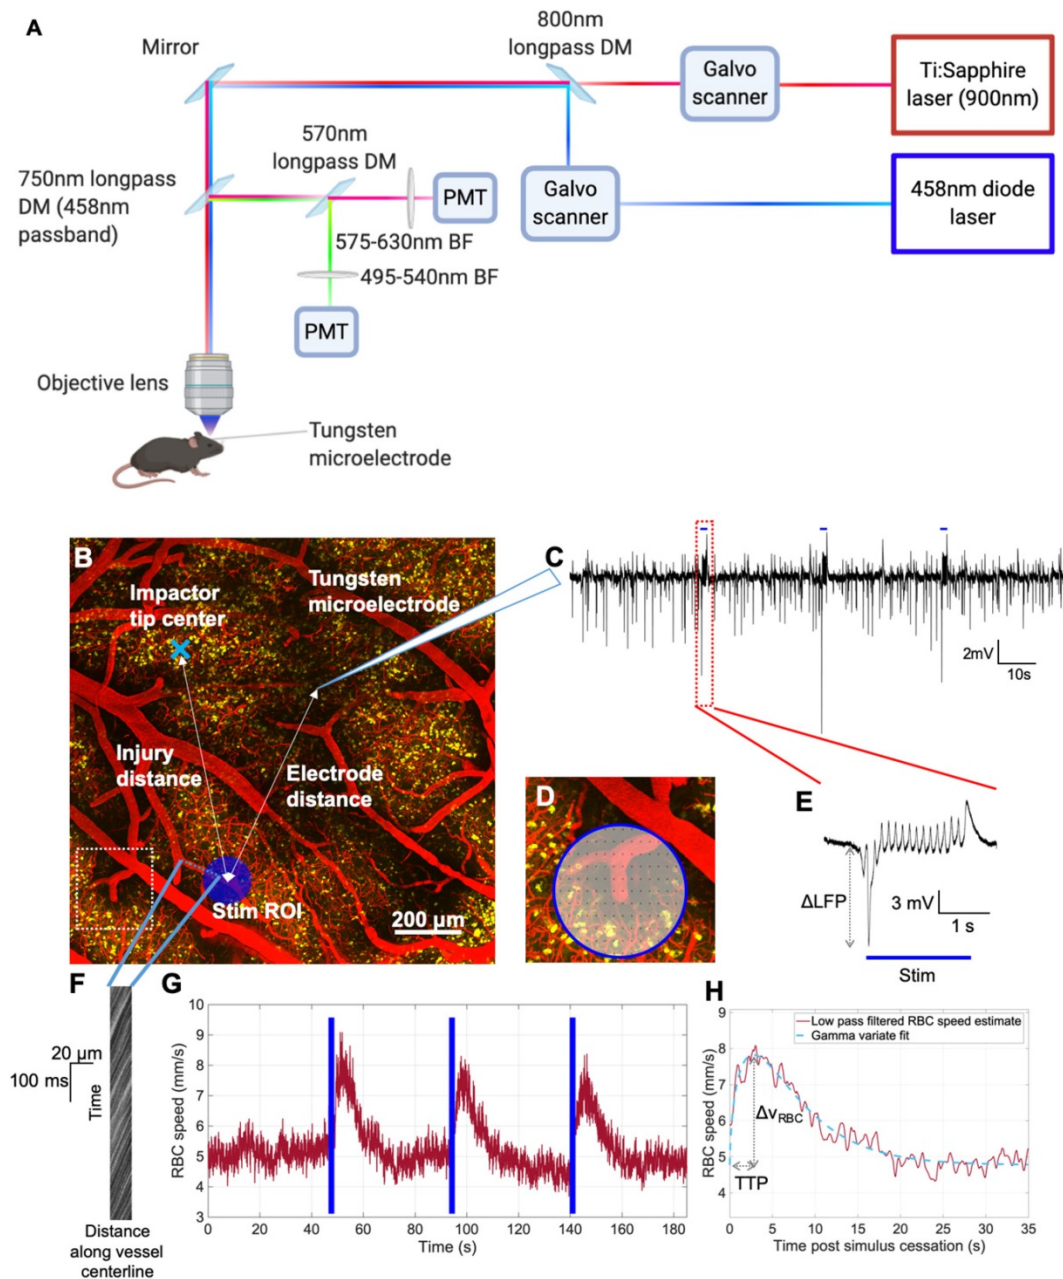 A
Mirror
800nm
longpass DM
Galvo
scanner
Ti:Sapphire
laser (900nm)
570nm
longpass DM
750nm longpass
DM (458nm
passband)
PMT
Galvo
scanner
458nm diode
laser
575-630nm BF
495-540nm BF
PMT
Objective lens
Tungsten
microelectrode
B
Impactor
tip center
Tungsten
microelectrode
Injury
distance
Electrode
distance
Stim ROI
200 µm
C
2mV
10s
D
E
ΔLFP
3 mV
1 s
Stim
F
20 µm
100 ms
Time
Distance
along vessel
centerline
G
RBC speed (mm/s)
10
9
8
7
6
5
4
3
0 20 40 60 80 100 120 140 160 180
Time (s)
H
Low pass filtered RBC speed estimate
Gamma variate fit
RBC speed (mm/s)
9
8
7
6
5
4
ΔvRBC
TTP
0 5 10 15 20 25 30 35
Time post simulus cessation (s)